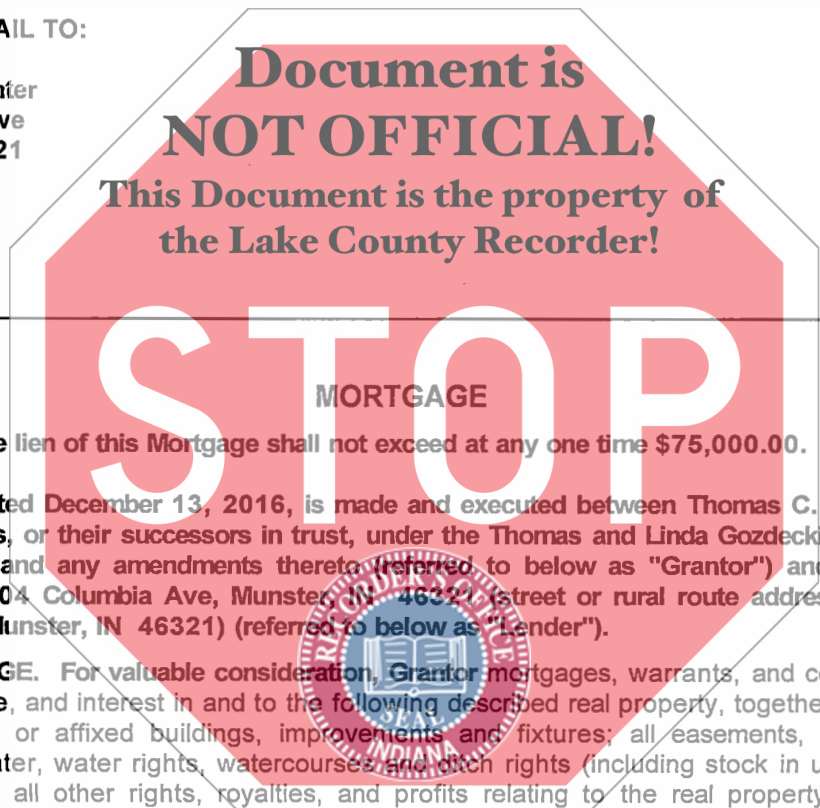 AIL TO:
Document is
nter
NOT OFFICIAL!
ve
21
This Document is the property of
the Lake County Recorder!
STOP
MORTGAGE
e lien of this Mortgage shall not exceed at any one time $75,000.00.
ted December 13, 2016, is made and executed between Thomas C.
s, or their successors in trust, under the Thomas and Linda Gozdecki
and any amendments thereto (referred to below as "Grantor") and
04 Columbia Ave, Munster, IN 46321 (street or rural route addres
Munster, IN 46321) (referred to below as "Lender").
GE. For valuable consideration, Grantor mortgages, warrants, and co
e, and interest in and to the following described real property, togethe
or affixed buildings, improvements and fixtures; all easements,
ater, water rights, watercourses and ditch rights (including stock in u
all other rights, royalties, and profits relating to the real property
RECORDER'S OFFICE
SEAL
INDIANA